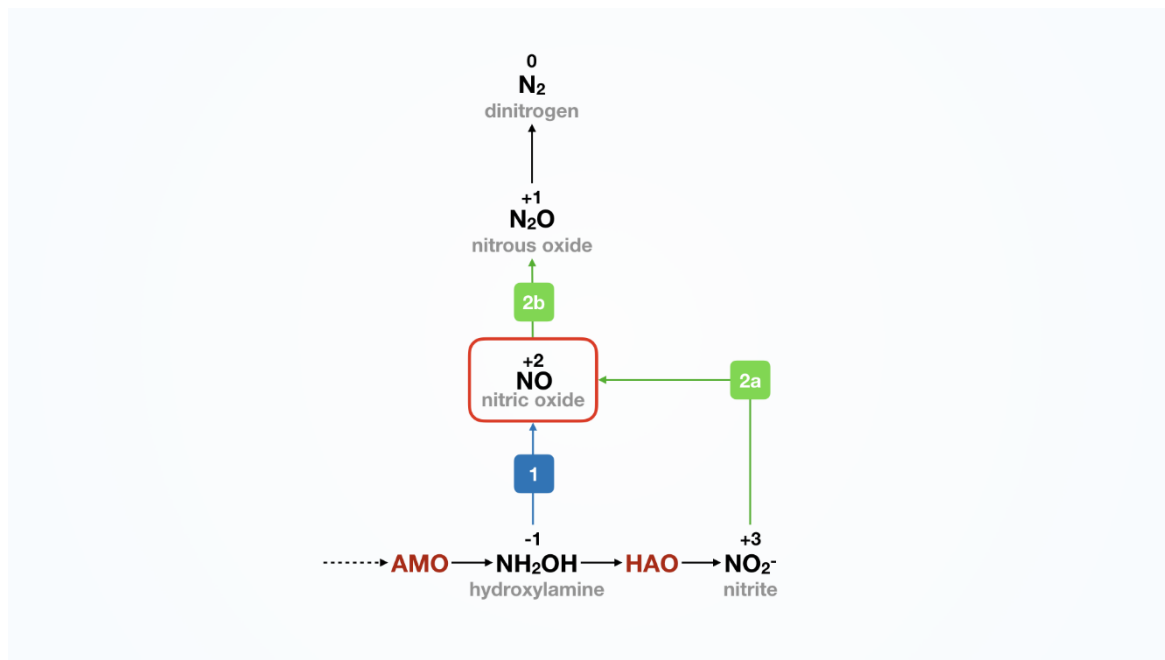 0
N₂
dinitrogen
+1
N₂O
nitrous oxide
2b
+2
NO
nitric oxide
2a
1
-1
+3
AMO NH₂OH HAO NO₂⁻
hydroxylamine nitrite